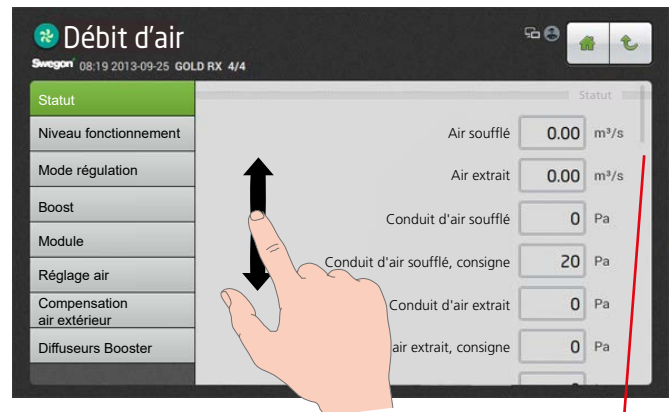 Débit d'air
Swegon 08:19 2013-09-25 GOLD RX 4/4
Statut
Niveau fonctionnement
Mode régulation
Boost
Module
Réglage air
Compensation
air extérieur
Diffuseurs Booster
Statut
Air soufflé 0.00 m³/s
Air extrait 0.00 m³/s
Conduit d'air soufflé 0 Pa
Conduit d'air soufflé, consigne 20 Pa
Conduit d'air extrait 0 Pa
air extrait, consigne 0 Pa